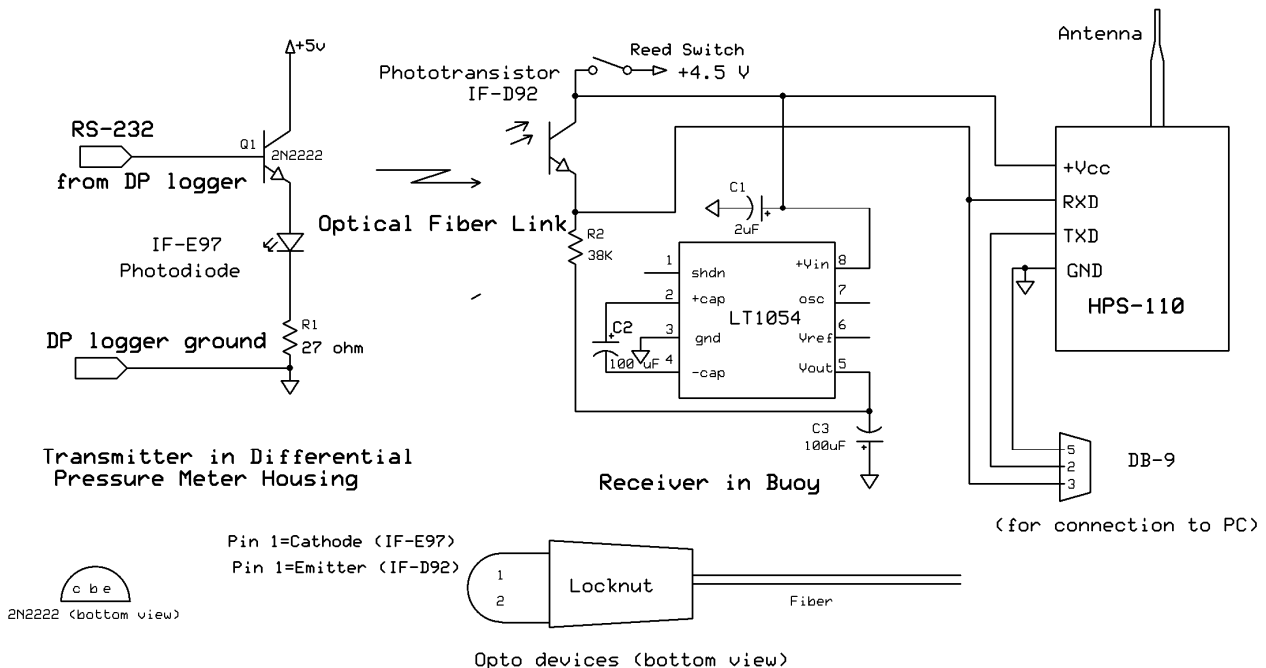 +5v
RS-232
Q1
2N2222
from DP logger
IF-E97
Photodiode
R1
27 ohm
DP logger ground
Transmitter in Differential
Pressure Meter Housing
Optical Fiber Link
Reed Switch
+4.5 V
Phototransistor
IF-D92
C1
2uF
R2
38K
1
shdn
2
+cap
3
gnd
4
-cap
LT1054
+Vin
8
osc
7
Vref
6
Vout
5
C2
100 uF
C3
100uF
Receiver in Buoy
Antenna
+Vcc
RXD
TXD
GND
HPS-110
5
2
3
DB-9
(for connection to PC)
c b e
2N2222 (bottom view)
Pin 1=Cathode (IF-E97)
Pin 1=Emitter (IF-D92)
1
2
Locknut
Fiber
Opto devices (bottom view)